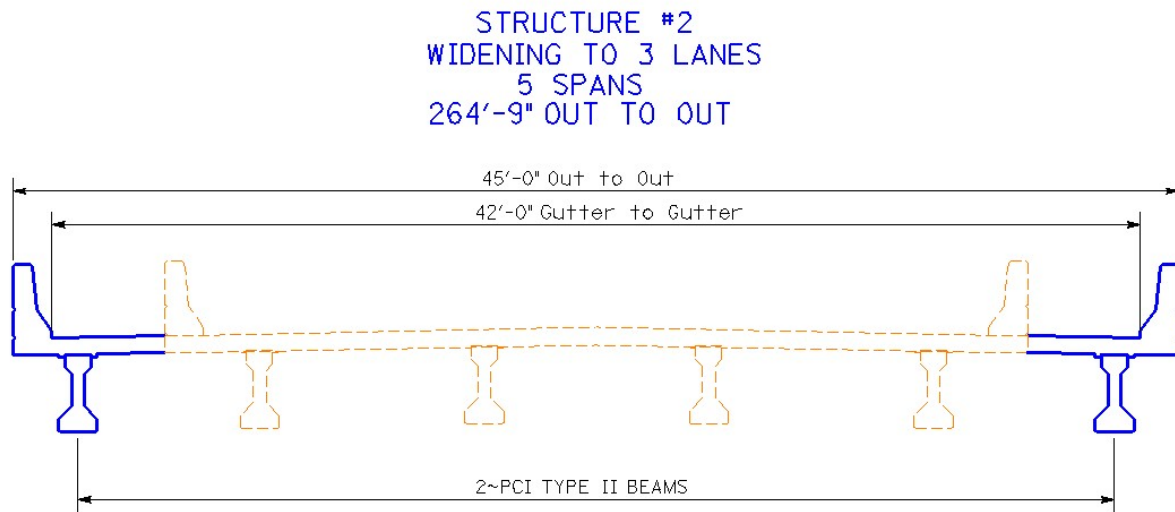 STRUCTURE #2
WIDENING TO 3 LANES
5 SPANS
264'-9" OUT TO OUT
45'-0" Out to Out
42'-0" Gutter to Gutter
2~PCI TYPE II BEAMS